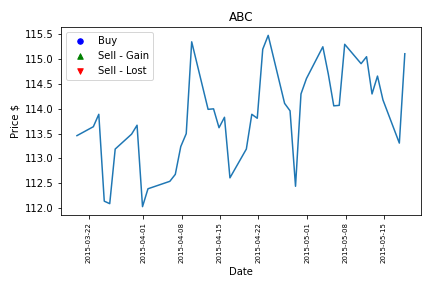 ABC
Buy
Sell - Gain
Sell - Lost
Price $
115.5
115.0
114.5
114.0
113.5
113.0
112.5
112.0
2015-03-22
2015-04-01
2015-04-08
2015-04-15
2015-04-22
2015-05-01
2015-05-08
2015-05-15
Date